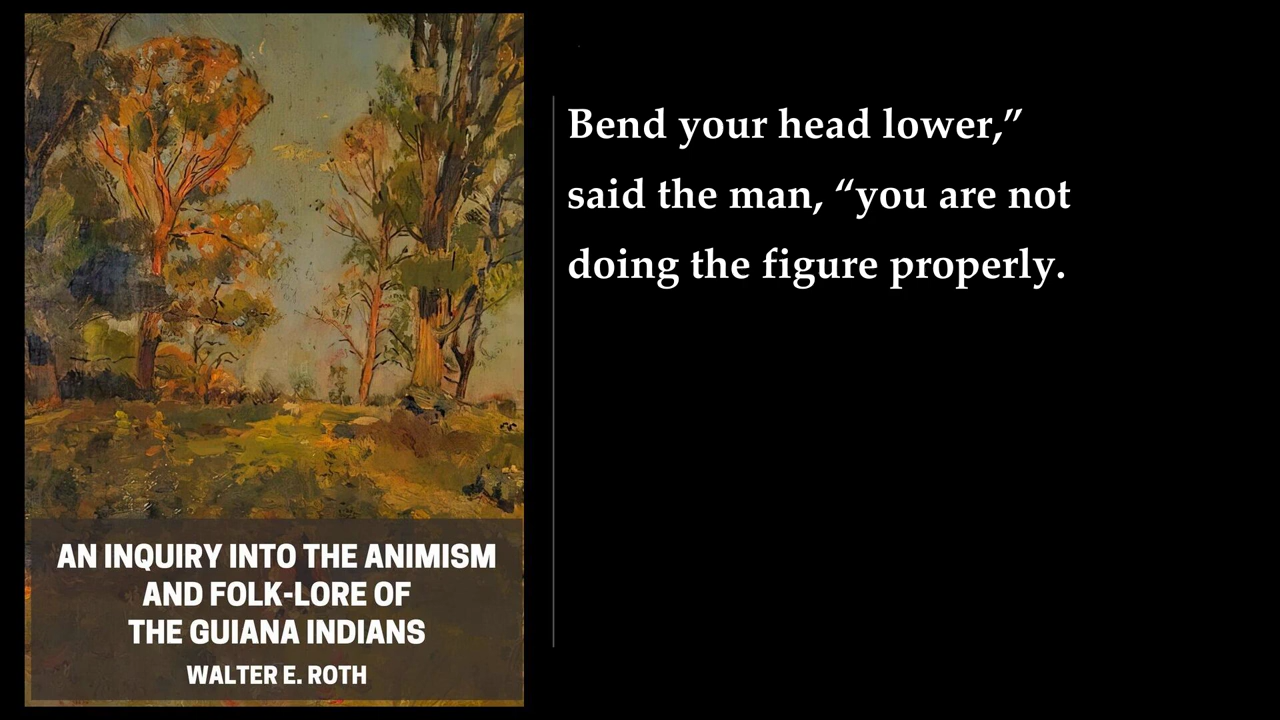 Bend your head lower,”
said the man, “you are not
doing the figure properly.
AN INQUIRY INTO THE ANIMISM
AND FOLK-LORE OF
THE GUIANA INDIANS
WALTER E. ROTH